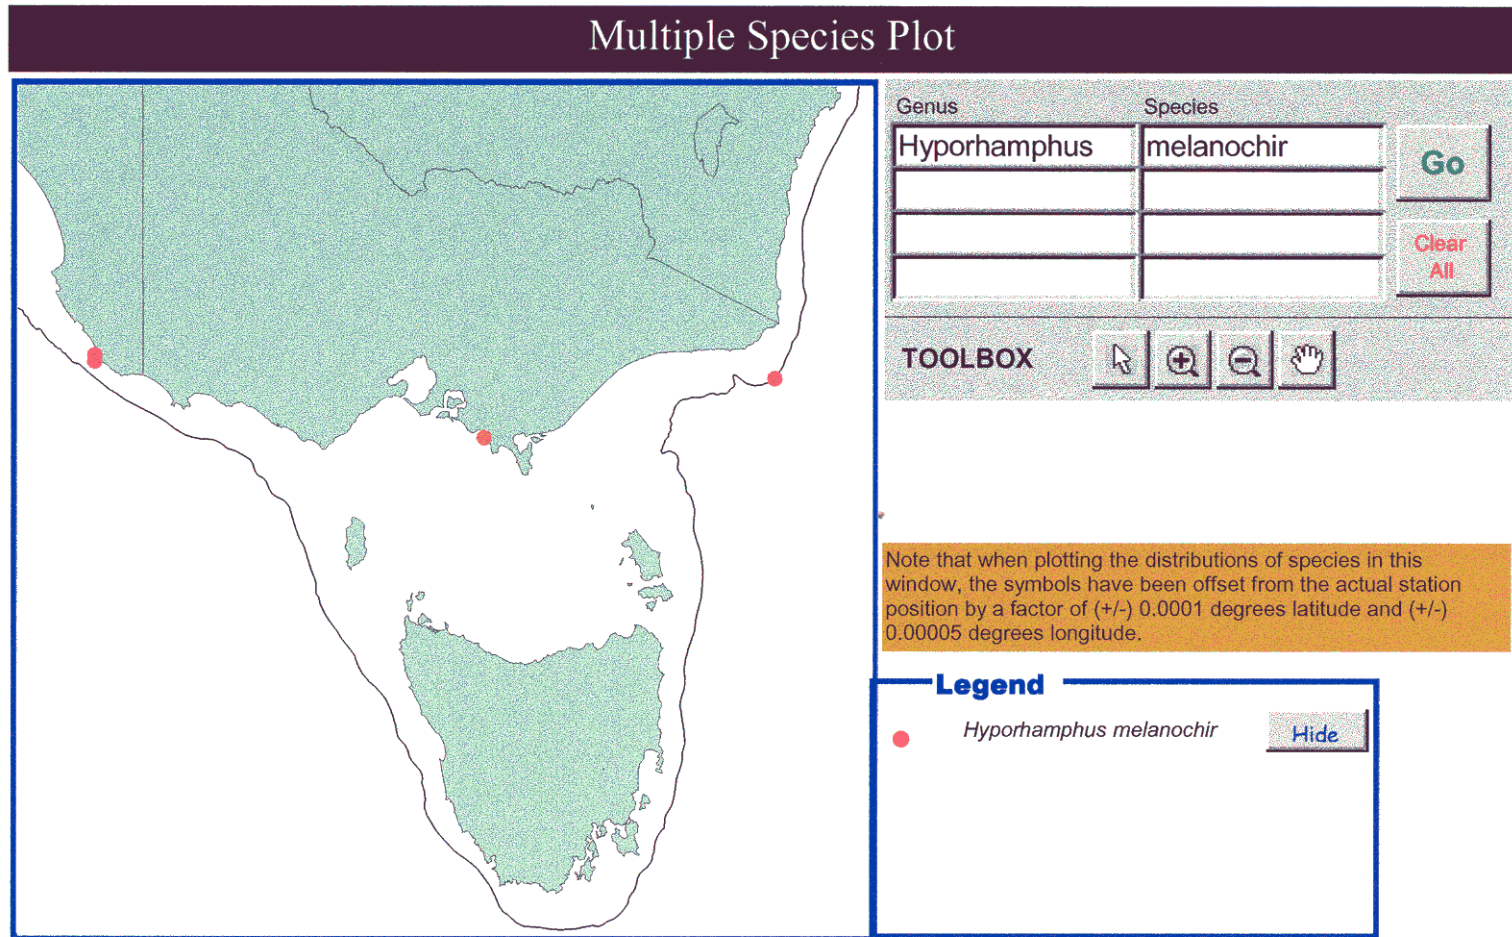 Multiple Species Plot
Genus Species
Hyporhamphus melanochir
Go
Clear
All
TOOLBOX
Note that when plotting the distributions of species in this
window, the symbols have been offset from the actual station
position by a factor of (+/-) 0.0001 degrees latitude and (+/-)
0.00005 degrees longitude.
Legend
Hyporhamphus melanochir Hide